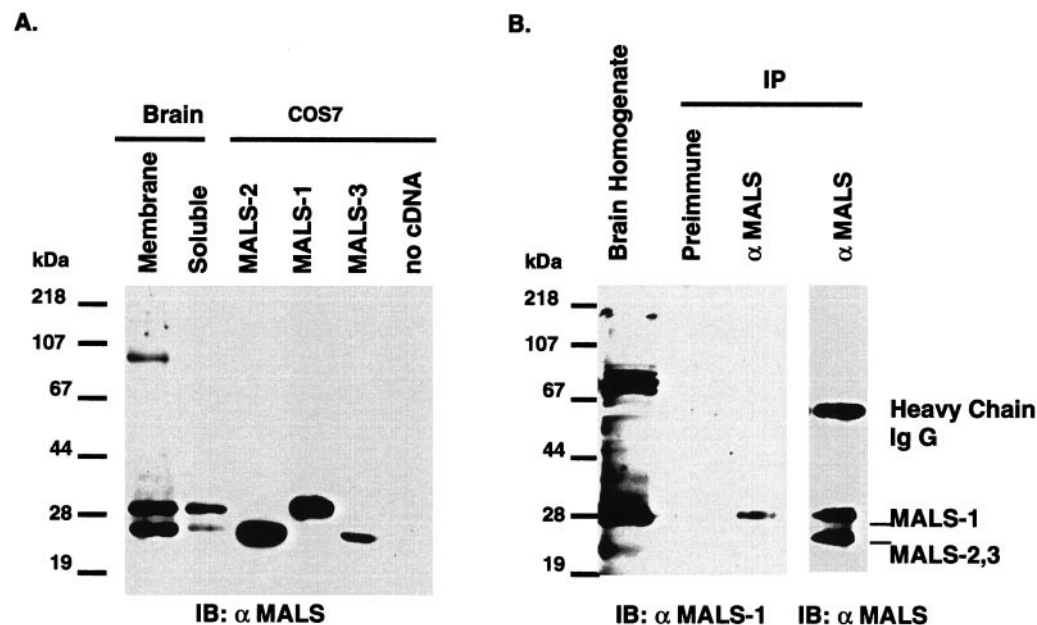 A.
Brain
COS7
Membrane
Soluble
MALS-2
MALS-1
MALS-3
no cDNA
kDa
218
107
67
44
28
19
IB: α MALS
B.
IP
Brain Homogenate
Preimmune
α MALS
α MALS
kDa
218
107
67
44
28
19
Heavy Chain
Ig G
MALS-1
MALS-2,3
IB: α MALS-1
IB: α MALS